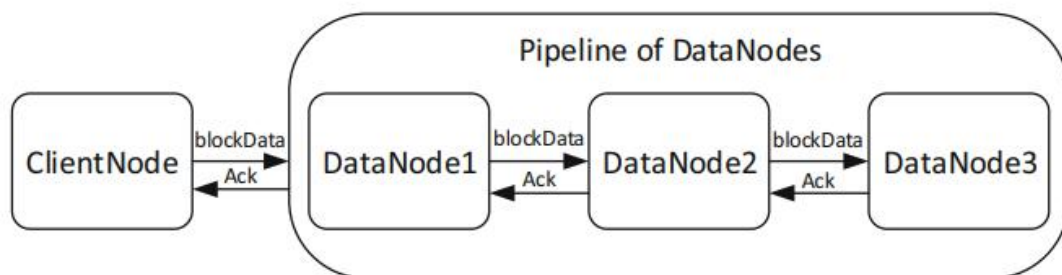 Pipeline of DataNodes
ClientNode
blockData
Ack
DataNode1
blockData
Ack
DataNode2
blockData
Ack
DataNode3